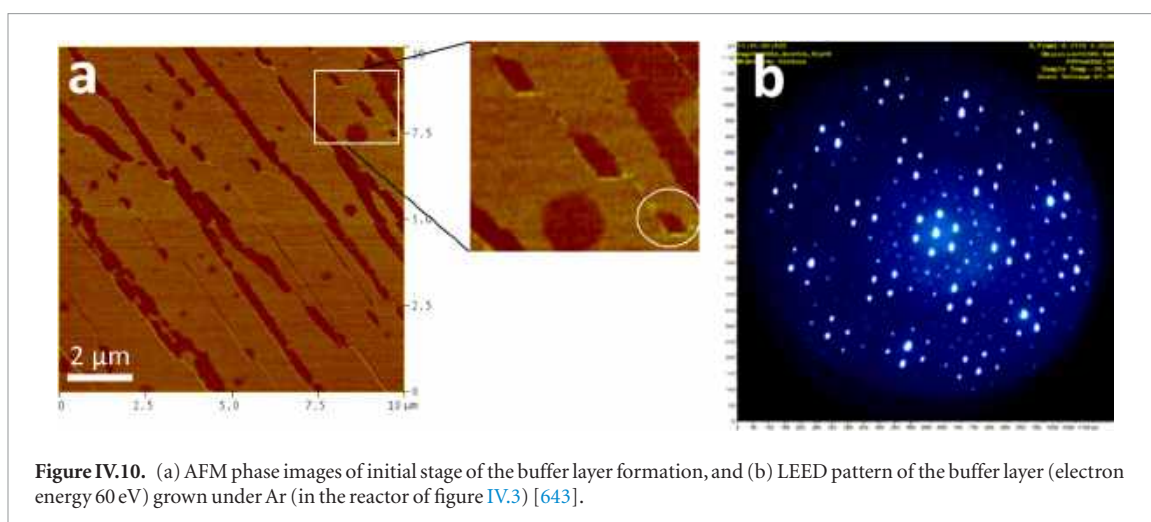 a
10
7.5
5.0
2.5
0
2 μm
0
2.5
5.0
7.5
10 μm
b
Figure IV.10. (a) AFM phase images of initial stage of the buffer layer formation, and (b) LEED pattern of the buffer layer (electron
energy 60 eV) grown under Ar (in the reactor of figure IV.3) [643].